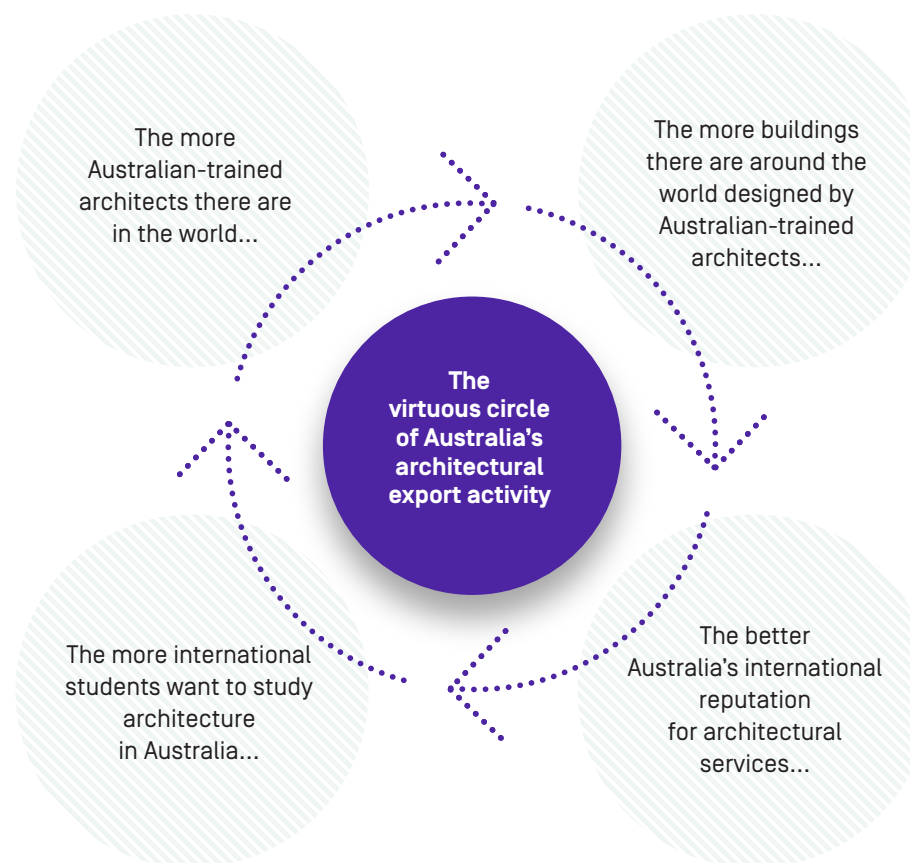 The more
Australian-trained
architects there are
in the world...
The more buildings
there are around the
world designed by
Australian-trained
architects...
The
virtuous circle
of Australia’s
architectural
export activity
The better
Australia’s international
reputation
for architectural
services...
The more international
students want to study
architecture
in Australia...